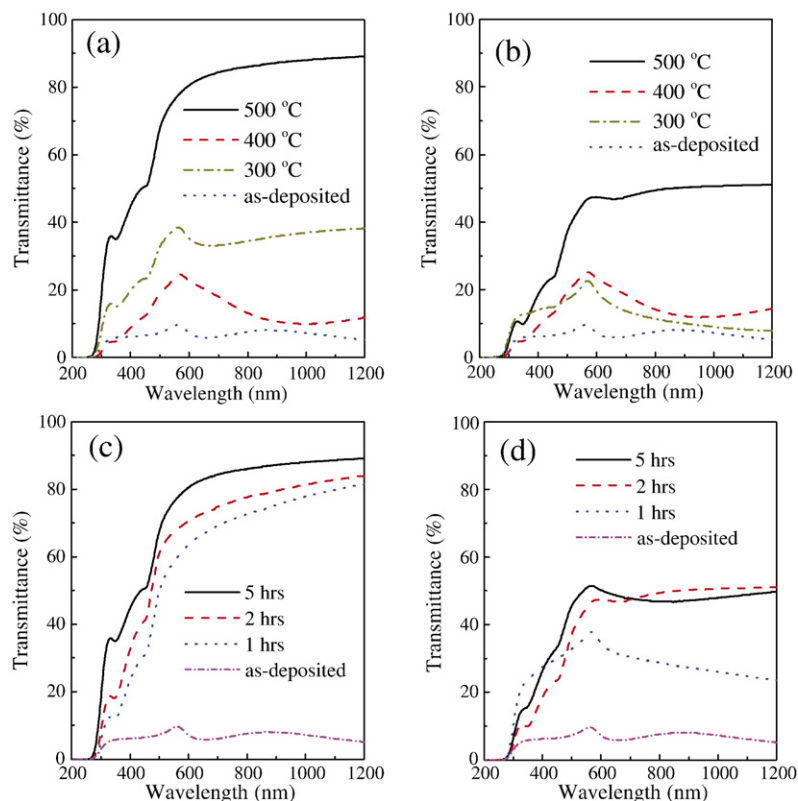 (a)
Transmittance (%)
100
80
60
40
20
0
500 °C
400 °C
300 °C
as-deposited
200 400 600 800 1000 1200
Wavelength (nm)
(b)
Transmittance (%)
100
80
60
40
20
0
500 °C
400 °C
300 °C
as-deposited
200 400 600 800 1000 1200
Wavelength (nm)
(c)
Transmittance (%)
100
80
60
40
20
0
5 hrs
2 hrs
1 hrs
as-deposited
200 400 600 800 1000 1200
Wavelength (nm)
(d)
Transmittance (%)
100
80
60
40
20
0
5 hrs
2 hrs
1 hrs
as-deposited
200 400 600 800 1000 1200
Wavelength (nm)